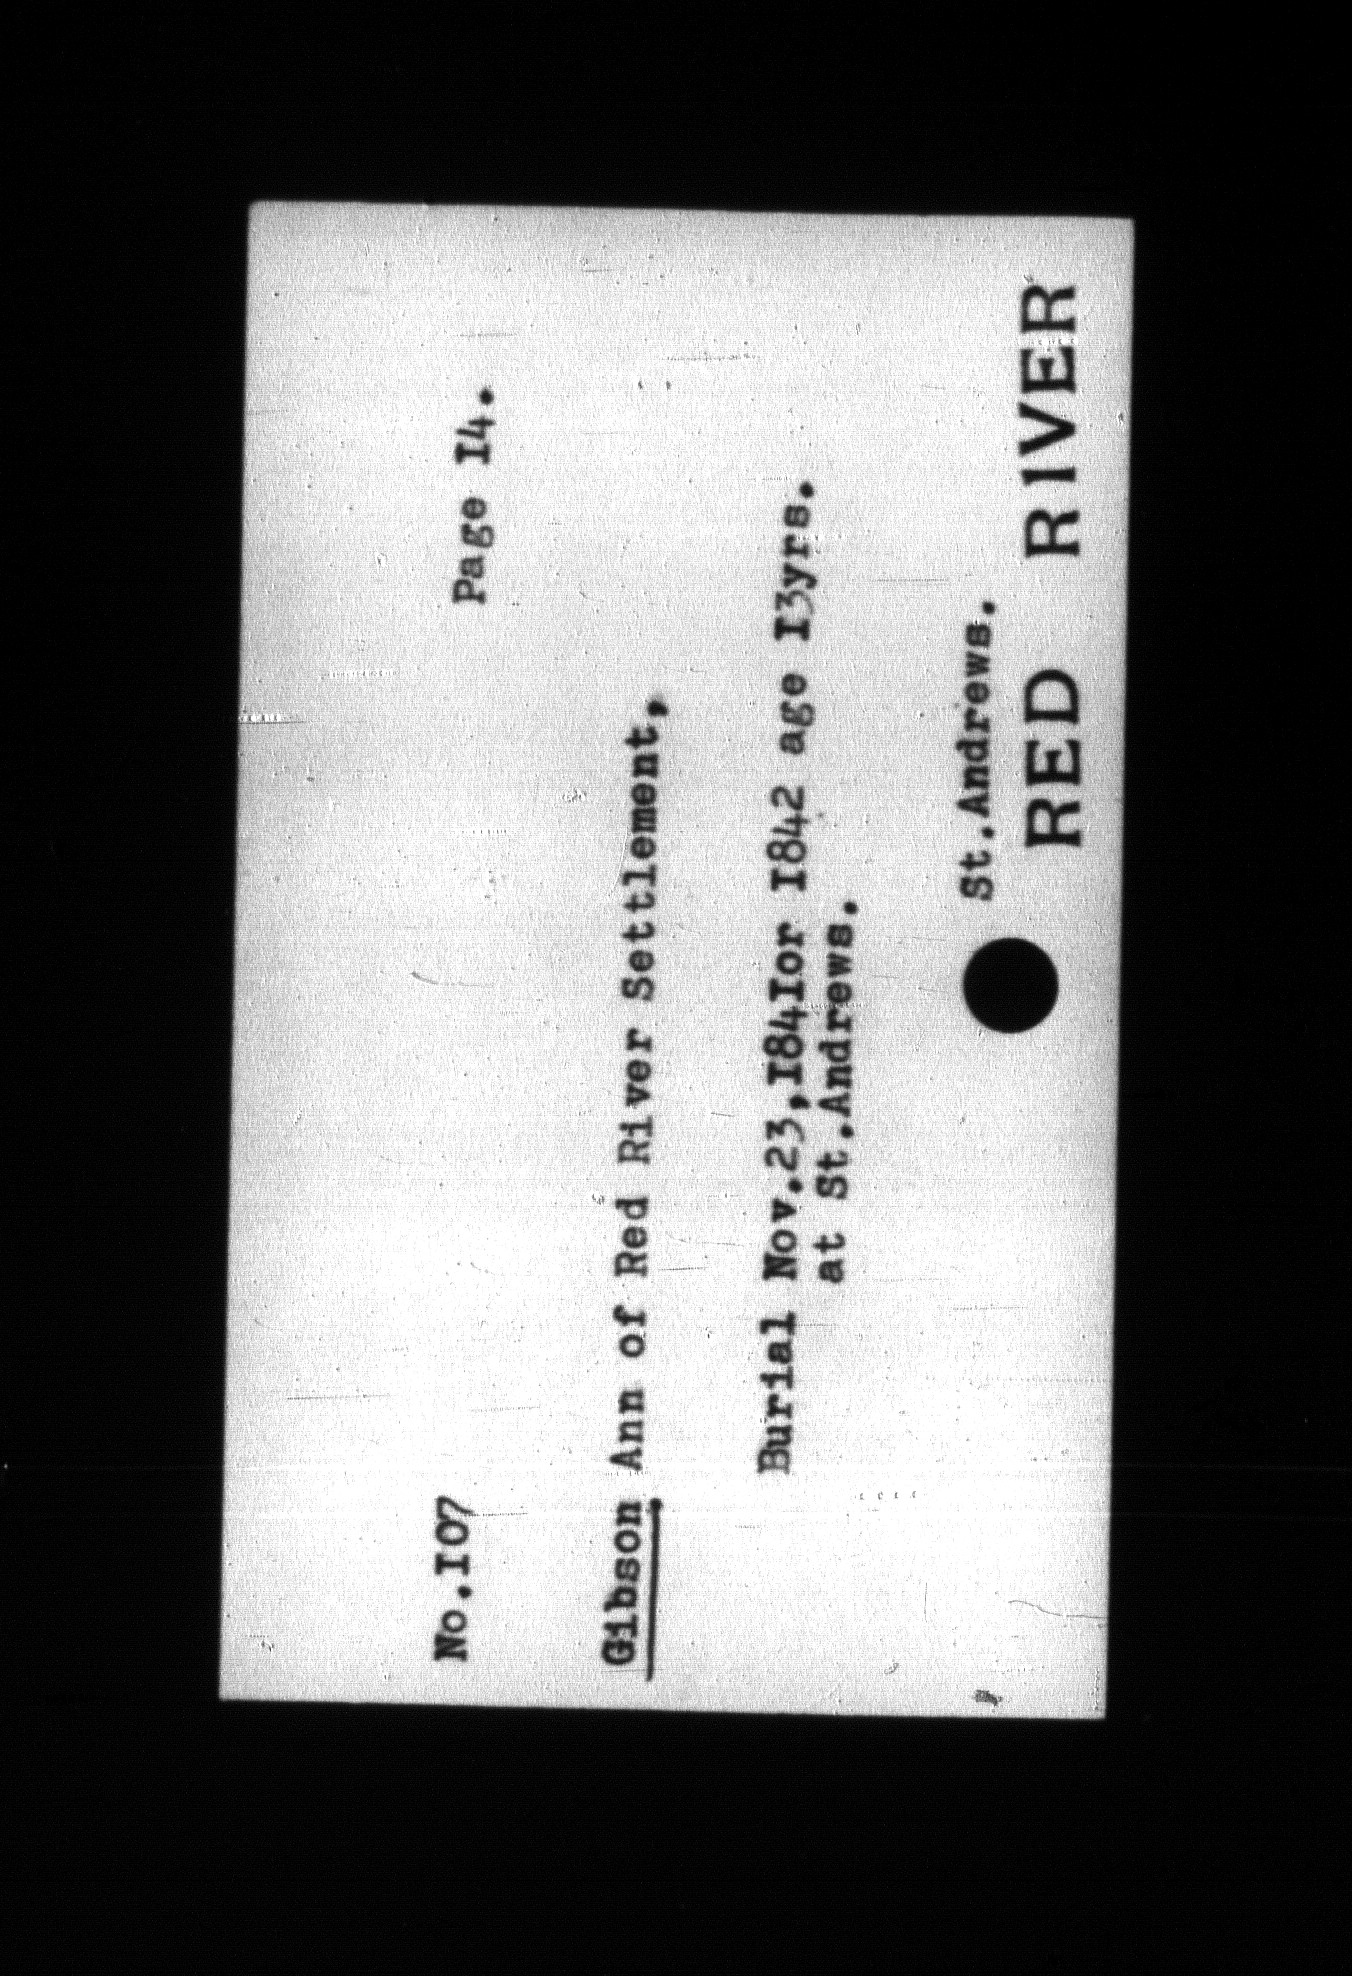 No.I07 Page I4.
Gibson Ann of Red River Settlement,
Burial Nov.23,I84Ior I842 age I3yrs.
at St.Andrews.
St.Andrews.
RED RIVER